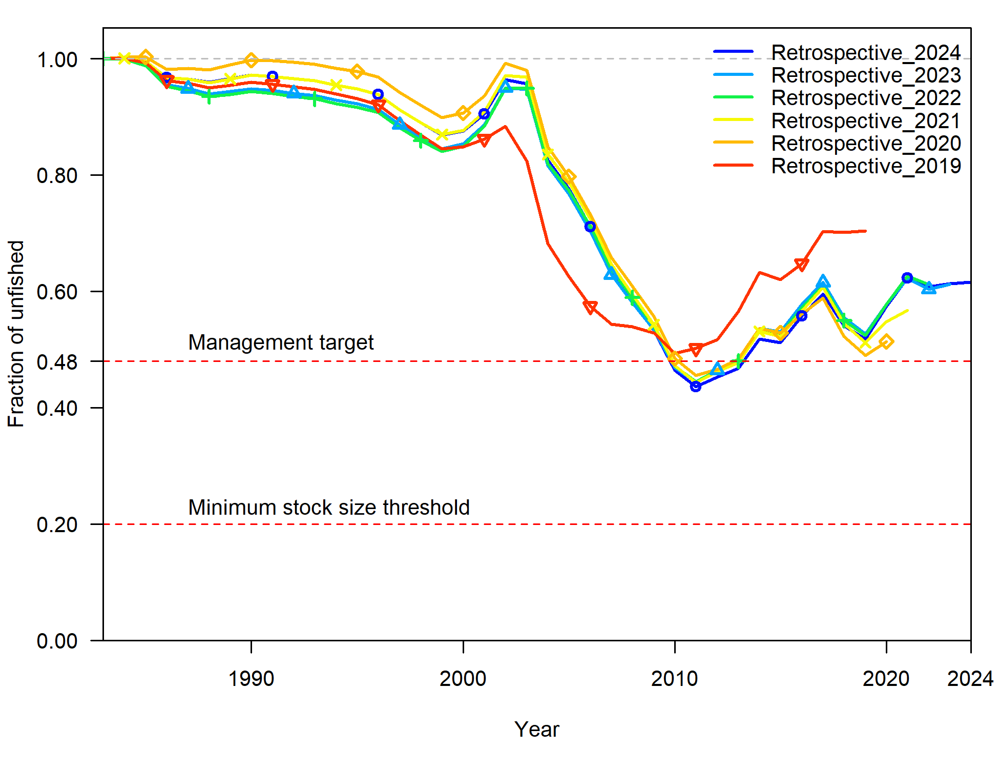 Retrospective_2024
Retrospective_2023
Retrospective_2022
Retrospective_2021
Retrospective_2020
Retrospective_2019
1.00
0.80
0.60
0.48
0.40
0.20
0.00
Fraction of unfished
Management target
Minimum stock size threshold
1990
2000
2010
2020
2024
Year